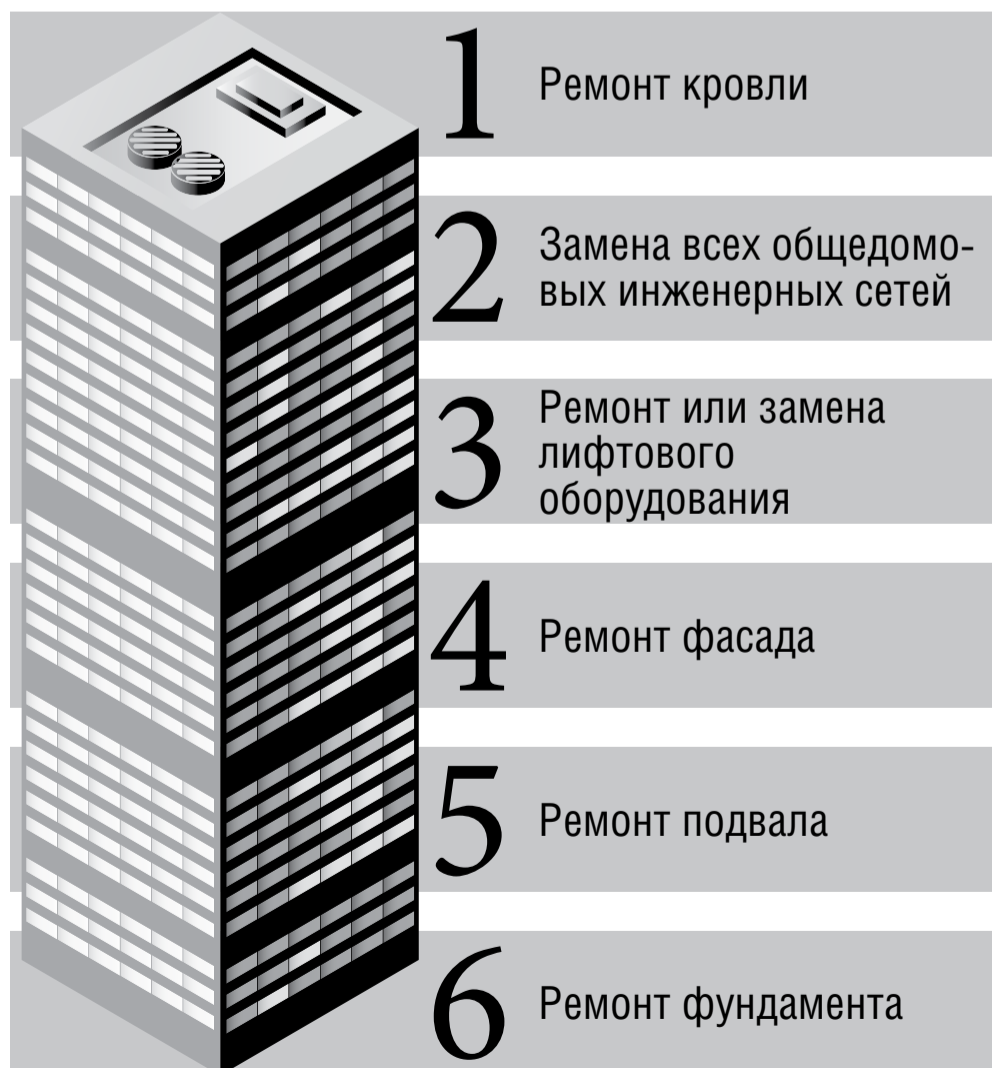 1
Ремонт кровли
2
Замена всех общедомо-
вых инженерных сетей
3
Ремонт или замена
лифтового
оборудования
4
Ремонт фасада
5
Ремонт подвала
6
Ремонт фундамента